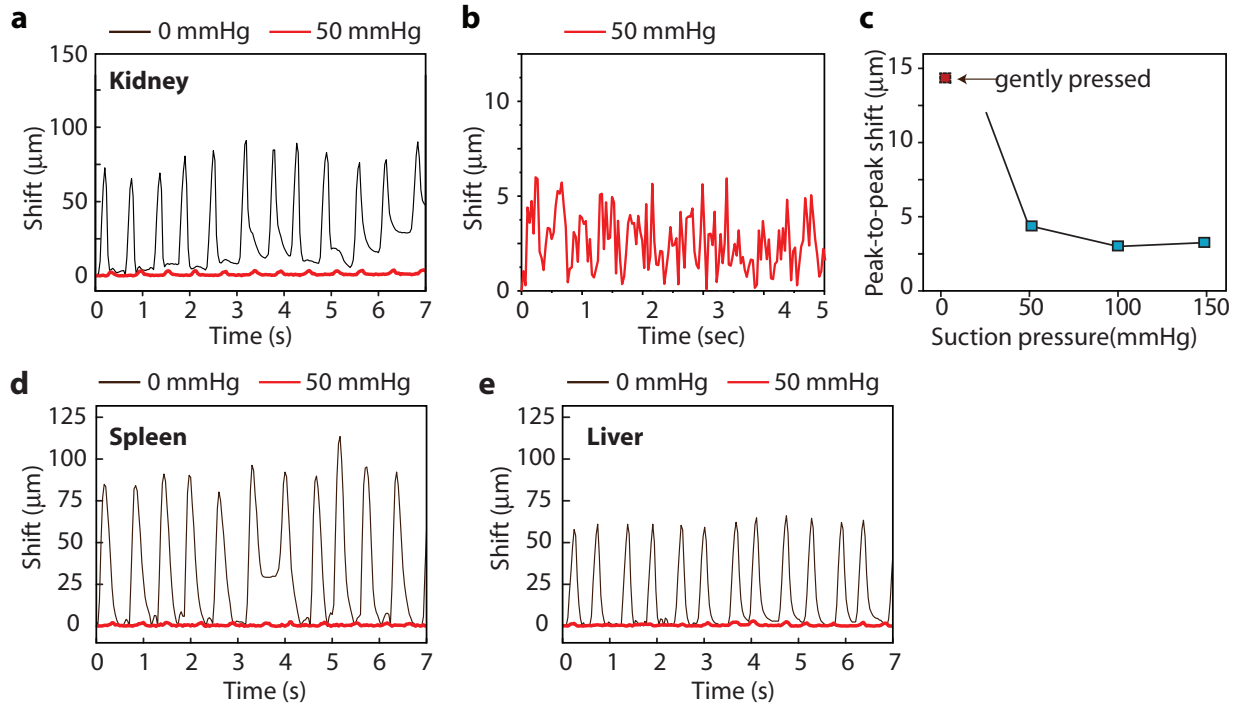 a
0 mmHg 50 mmHg
Kidney
Shift (μm)
150
100
75
50
25
0
0 1 2 3 4 5 6 7
Time (s)
b
50 mmHg
Shift (μm)
10
5
0
0 1 2 3 4 5
Time (sec)
c
Peak-to-peak shift (μm)
15
10
5
0
gently pressed
0 50 100 150
Suction pressure(mmHg)
d
0 mmHg 50 mmHg
Spleen
Shift (μm)
125
100
75
50
25
0
0 1 2 3 4 5 6 7
Time (s)
e
0 mmHg 50 mmHg
Liver
Shift (μm)
125
100
75
50
25
0
0 1 2 3 4 5 6 7
Time (s)